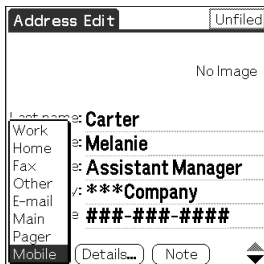 Address Edit Unfiled
No Image
Last name: Carter
Work
e: Melanie
Home
Fax e: Assistant Manager
Other
y: ***Company
E-mail
Main e ###-###-####
Pager
Mobile Details... Note